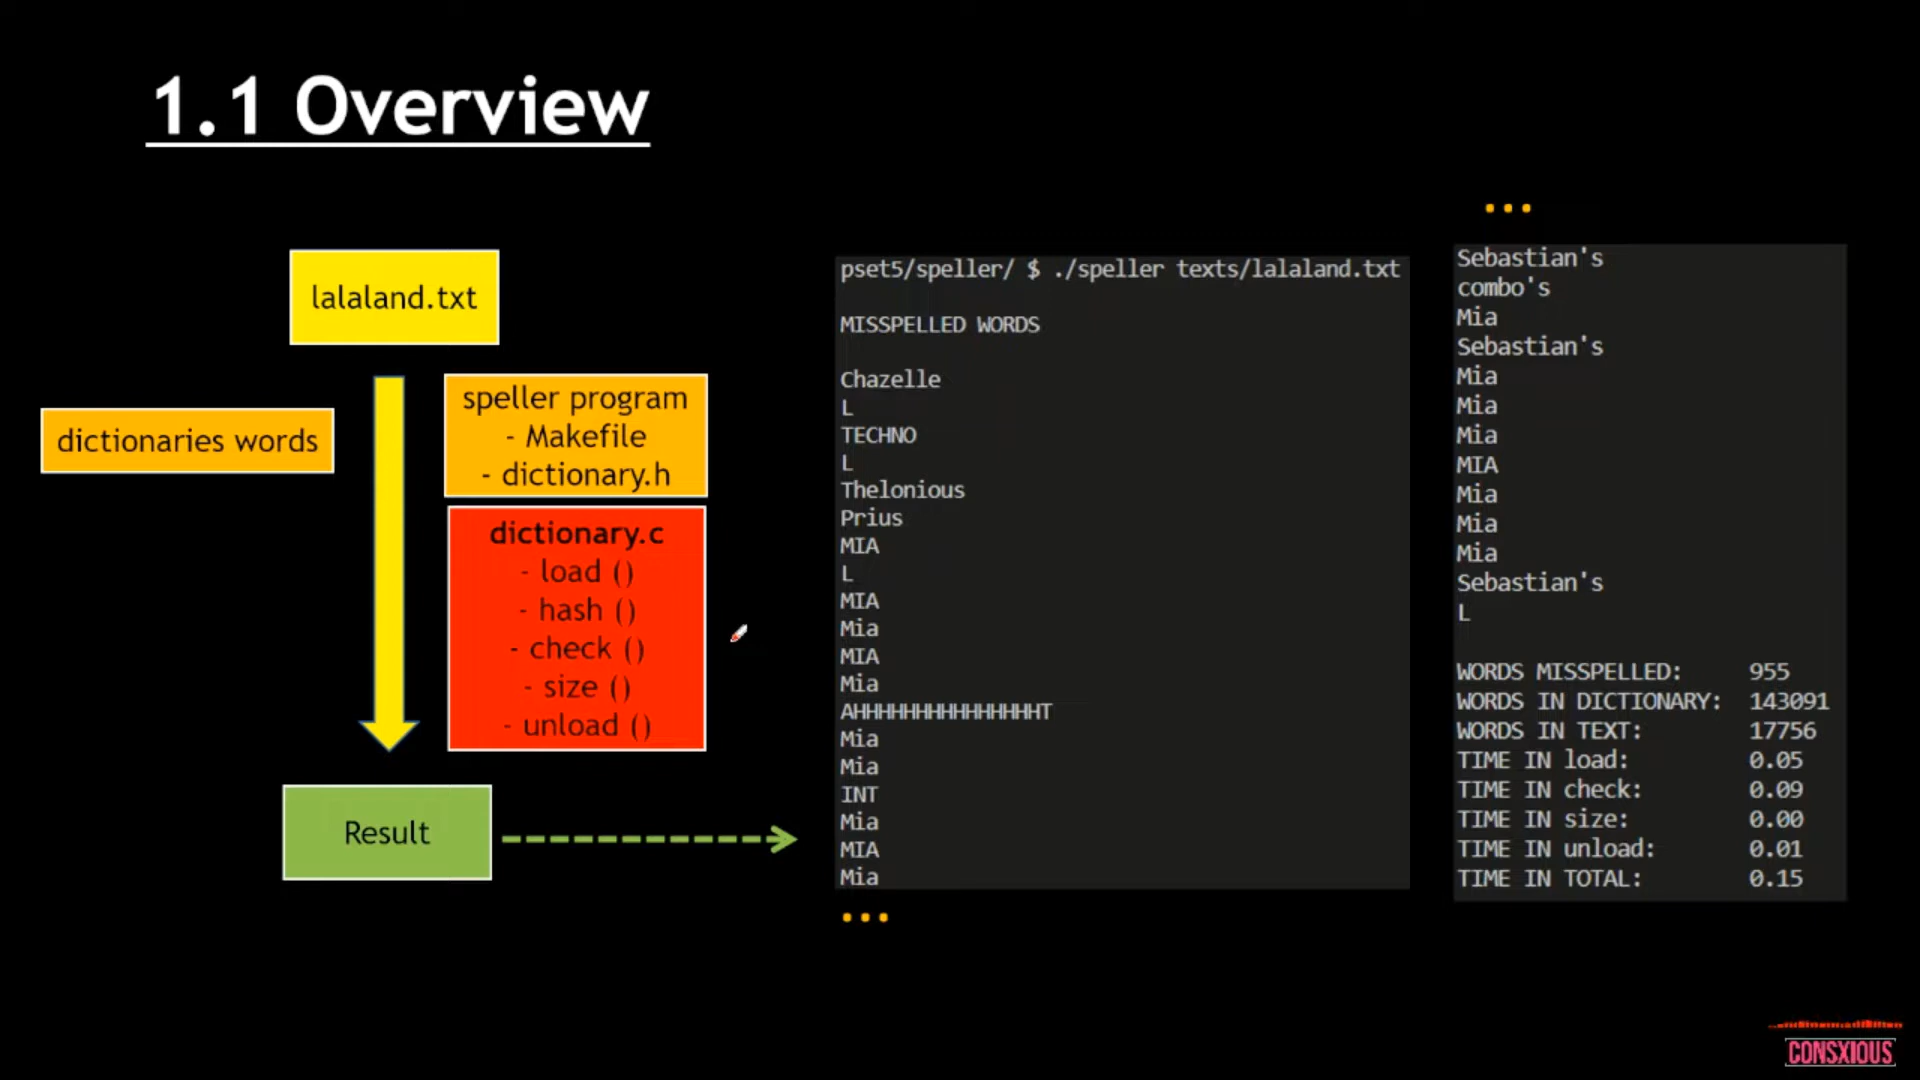 1.1 Overview
lalaland.txt
dictionaries words
speller program
- Makefile
- dictionary.h
dictionary.c
- load ()
- hash ()
- check ()
- size ()
- unload ()
Result
pset5/speller/ $ ./speller texts/lalaland.txt
MISSPELLED WORDS
Chazelle
L
TECHNO
L
Thelonious
Prius
MIA
L
MIA
Mia
MIA
Mia
AHHHHHHHHHHHHHHHT
Mia
Mia
INT
Mia
MIA
Mia
...
...
Sebastian's
combo's
Mia
Sebastian's
Mia
Mia
Mia
MIA
Mia
Mia
Mia
Sebastian's
L
WORDS MISSPELLED: 955
WORDS IN DICTIONARY: 143091
WORDS IN TEXT: 17756
TIME IN load: 0.05
TIME IN check: 0.09
TIME IN size: 0.00
TIME IN unload: 0.01
TIME IN TOTAL: 0.15
CONSXIOUS